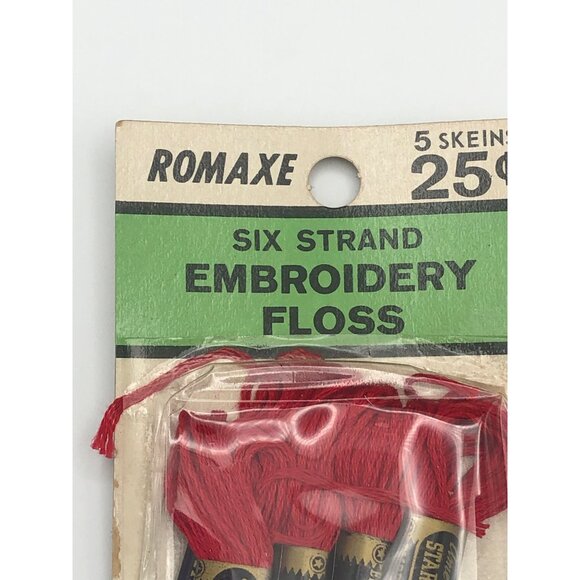 ROMAXE
5 SKEINS
25¢
SIX STRAND
EMBROIDERY
FLOSS